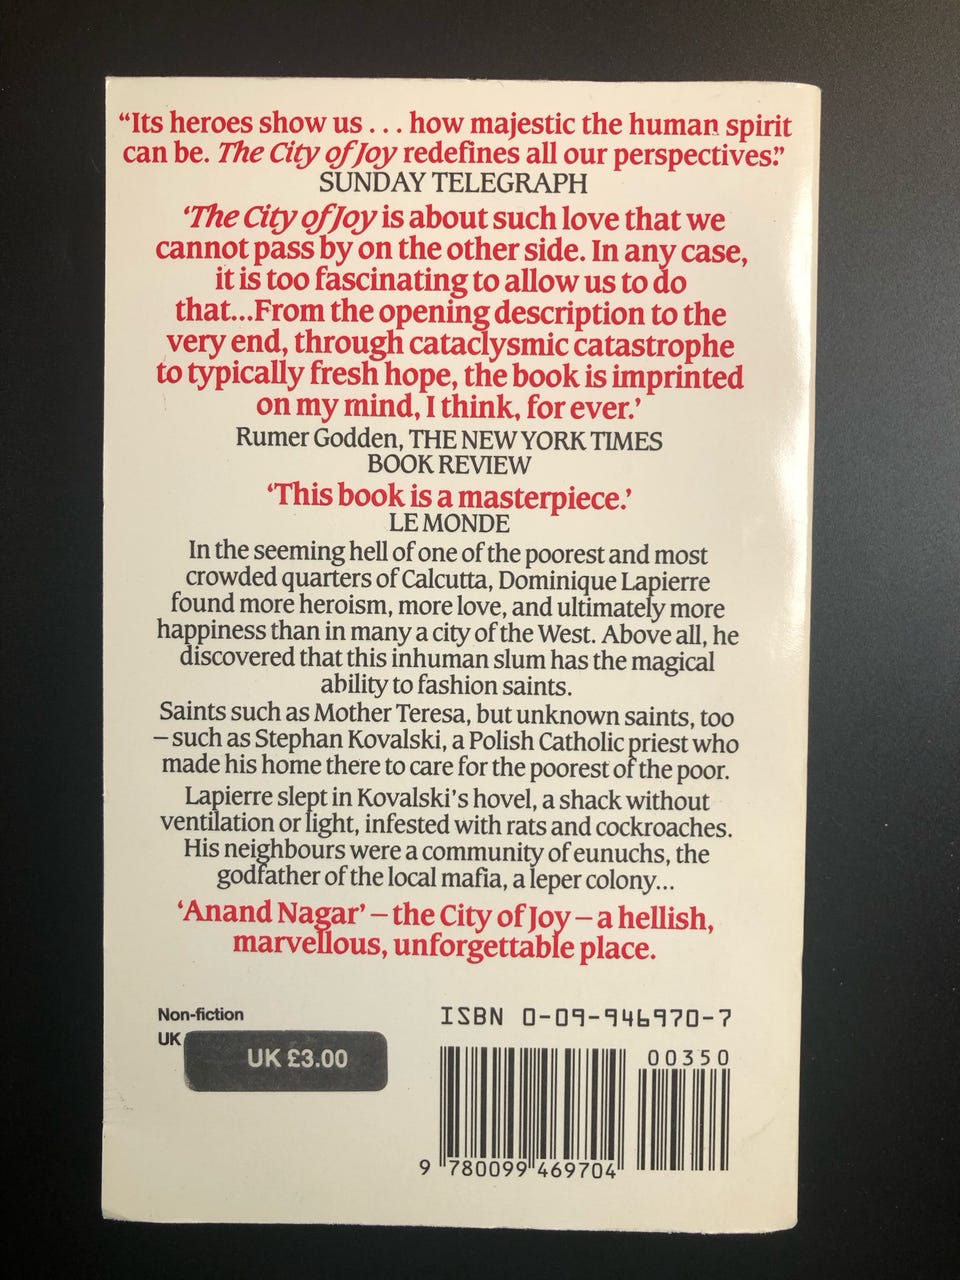 “Its heroes show us . . . how majestic the human spirit
can be. The City of Joy redefines all our perspectives.”
SUNDAY TELEGRAPH
‘The City of Joy is about such love that we
cannot pass by on the other side. In any case,
it is too fascinating to allow us to do
that...From the opening description to the
very end, through cataclysmic catastrophe
to typically fresh hope, the book is imprinted
on my mind, I think, for ever.’
Rumer Godden, THE NEW YORK TIMES
BOOK REVIEW
‘This book is a masterpiece.’
LE MONDE
In the seeming hell of one of the poorest and most
crowded quarters of Calcutta, Dominique Lapierre
found more heroism, more love, and ultimately more
happiness than in many a city of the West. Above all, he
discovered that this inhuman slum has the magical
ability to fashion saints.
Saints such as Mother Teresa, but unknown saints, too
– such as Stephan Kovalski, a Polish Catholic priest who
made his home there to care for the poorest of the poor.
Lapierre slept in Kovalski’s hovel, a shack without
ventilation or light, infested with rats and cockroaches.
His neighbours were a community of eunuchs, the
godfather of the local mafia, a leper colony...
‘Anand Nagar’ – the City of Joy – a hellish,
marvellous, unforgettable place.
Non-fiction
UK
UK £3.00
ISBN 0-09-946970-7
00350
9 780099 469704